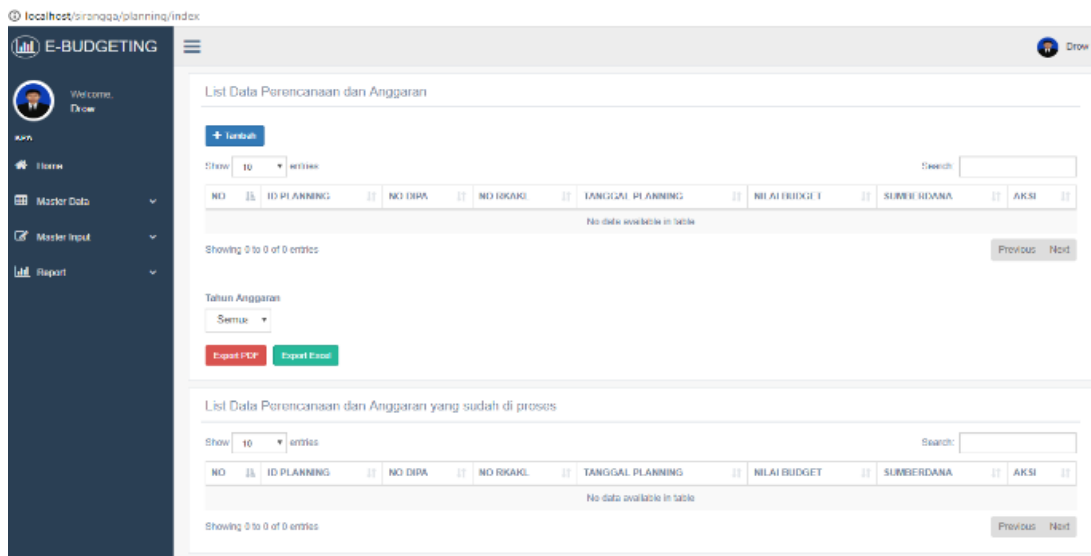 localhost/sirangga/planning/index
E-BUDGETING
Drow
Welcome,
Drow
Home
Master Data
Master Input
Report
List Data Perencanaan dan Anggaran
+ Tambah
Show 10 entries
Search:
NO ID PLANNING NO DIPA NO RKAKL TANGGAL PLANNING NILAI BUDGET SUMBERDANA AKSI
No data available in table
Showing 0 to 0 of 0 entries
Previous Next
Tahun Anggaran
Semua
Export PDF Export Excel
List Data Perencanaan dan Anggaran yang sudah di proses
Show 10 entries
Search:
NO ID PLANNING NO DIPA NO RKAKL TANGGAL PLANNING NILAI BUDGET SUMBERDANA AKSI
No data available in table
Showing 0 to 0 of 0 entries
Previous Next